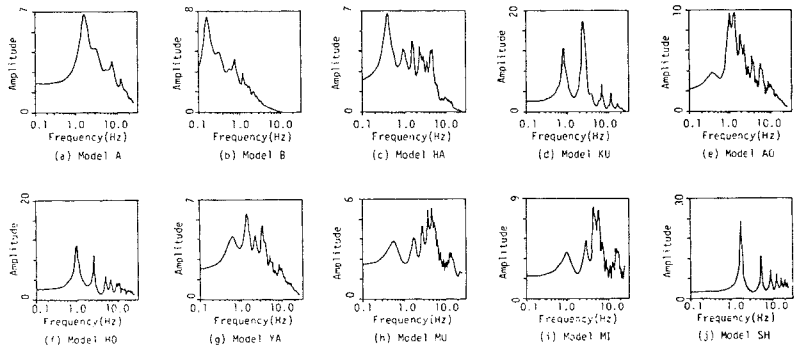 7 8 7 20 10
Amplitude Amplitude Amplitude Amplitude Amplitude
0 0 0 0 0
0.1 1.0 10.0 0.1 1.0 10.0 0.1 1.0 10.0 0.1 1.0 10.0 0.1 1.0 10.0
Frequency(Hz) Frequency(Hz) Frequency(Hz) Frequency(Hz) Frequency(Hz)
(a) Model A (b) Model B (c) Model HA (d) Model KU (e) Model AO
20 7 6 9 30
Amplitude Amplitude Amplitude Amplitude Amplitude
0 0 0 0 0
0.1 1.0 10.0 0.1 1.0 10.0 0.1 1.0 10.0 0.1 1.0 10.0 0.1 1.0 10.0
Frequency(Hz) Frequency(Hz) Frequency(Hz) Frequency(Hz) Frequency(Hz)
(f) Model HO (g) Model YA (h) Model MU (i) Model MI (j) Model SH